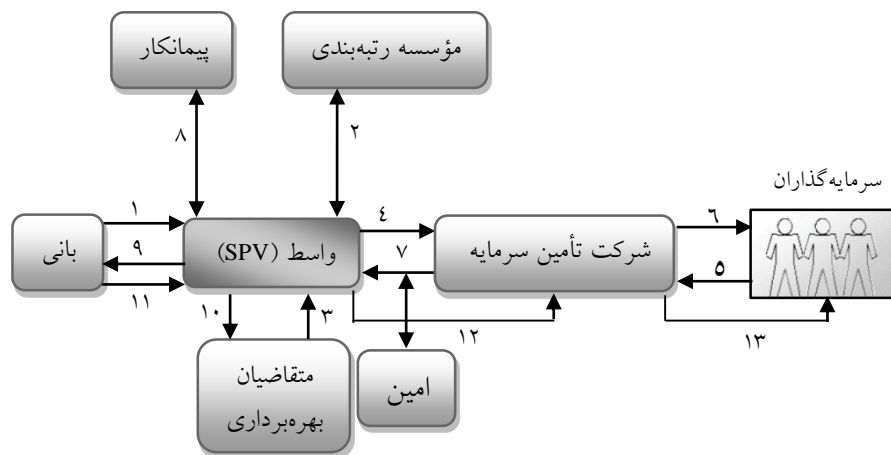 مؤسسه رتبه‌بندی
پیمانکار
۸
۲
سرمایه‌گذاران
۱
۴
۶
بانی
واسط (SPV)
شرکت تأمین سرمایه
۹
۷
۵
۱۱
۱۰
۳
۱۲
۱۳
متقاضیان
بهره‌برداری
امین